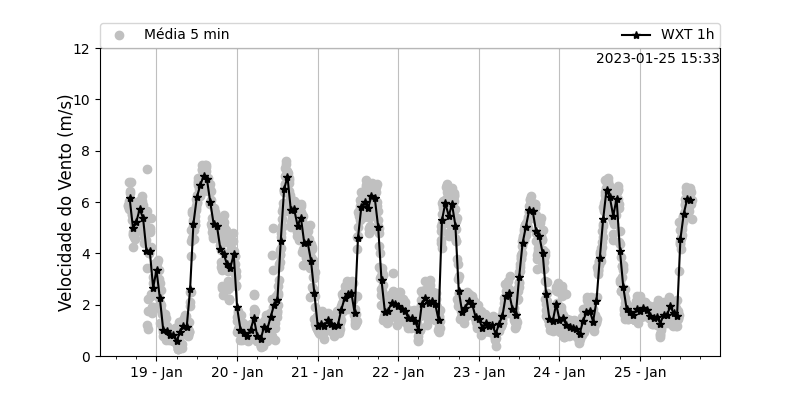 Média 5 min
WXT 1h
2023-01-25 15:33
Velocidade do Vento (m/s)
12
10
8
6
4
2
0
19 - Jan
20 - Jan
21 - Jan
22 - Jan
23 - Jan
24 - Jan
25 - Jan